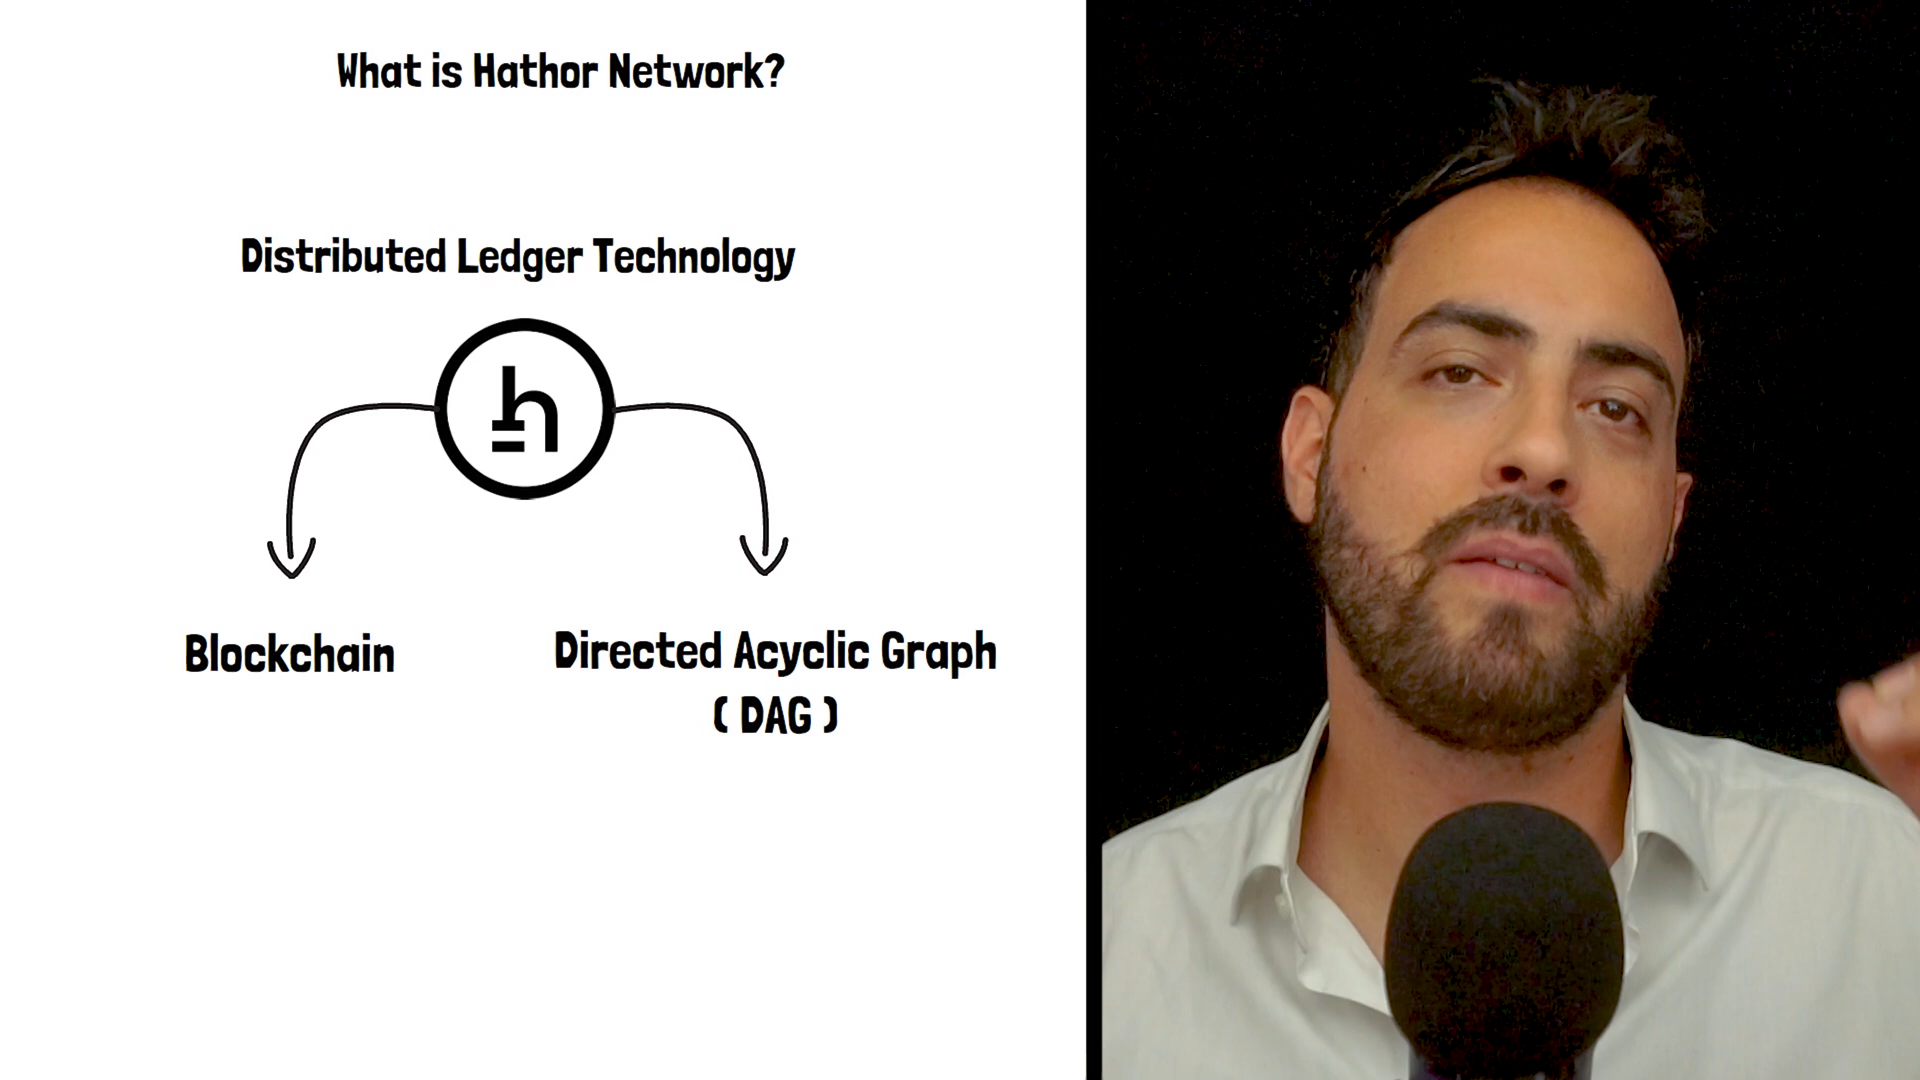 What is Hathor Network?
Distributed Ledger Technology
h
Blockchain
Directed Acyclic Graph
( DAG )